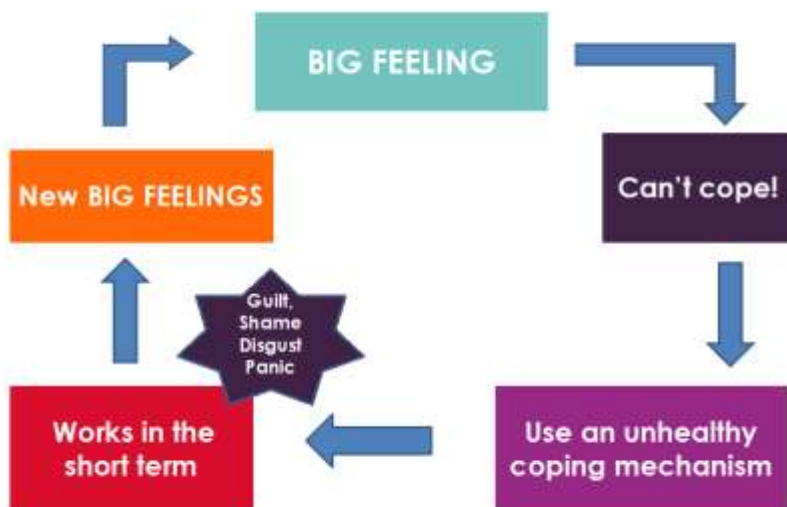 BIG FEELING
Can't cope!
Use an unhealthy
coping mechanism
Works in the
short term
Guilt,
Shame
Disgust
Panic
New BIG FEELINGS